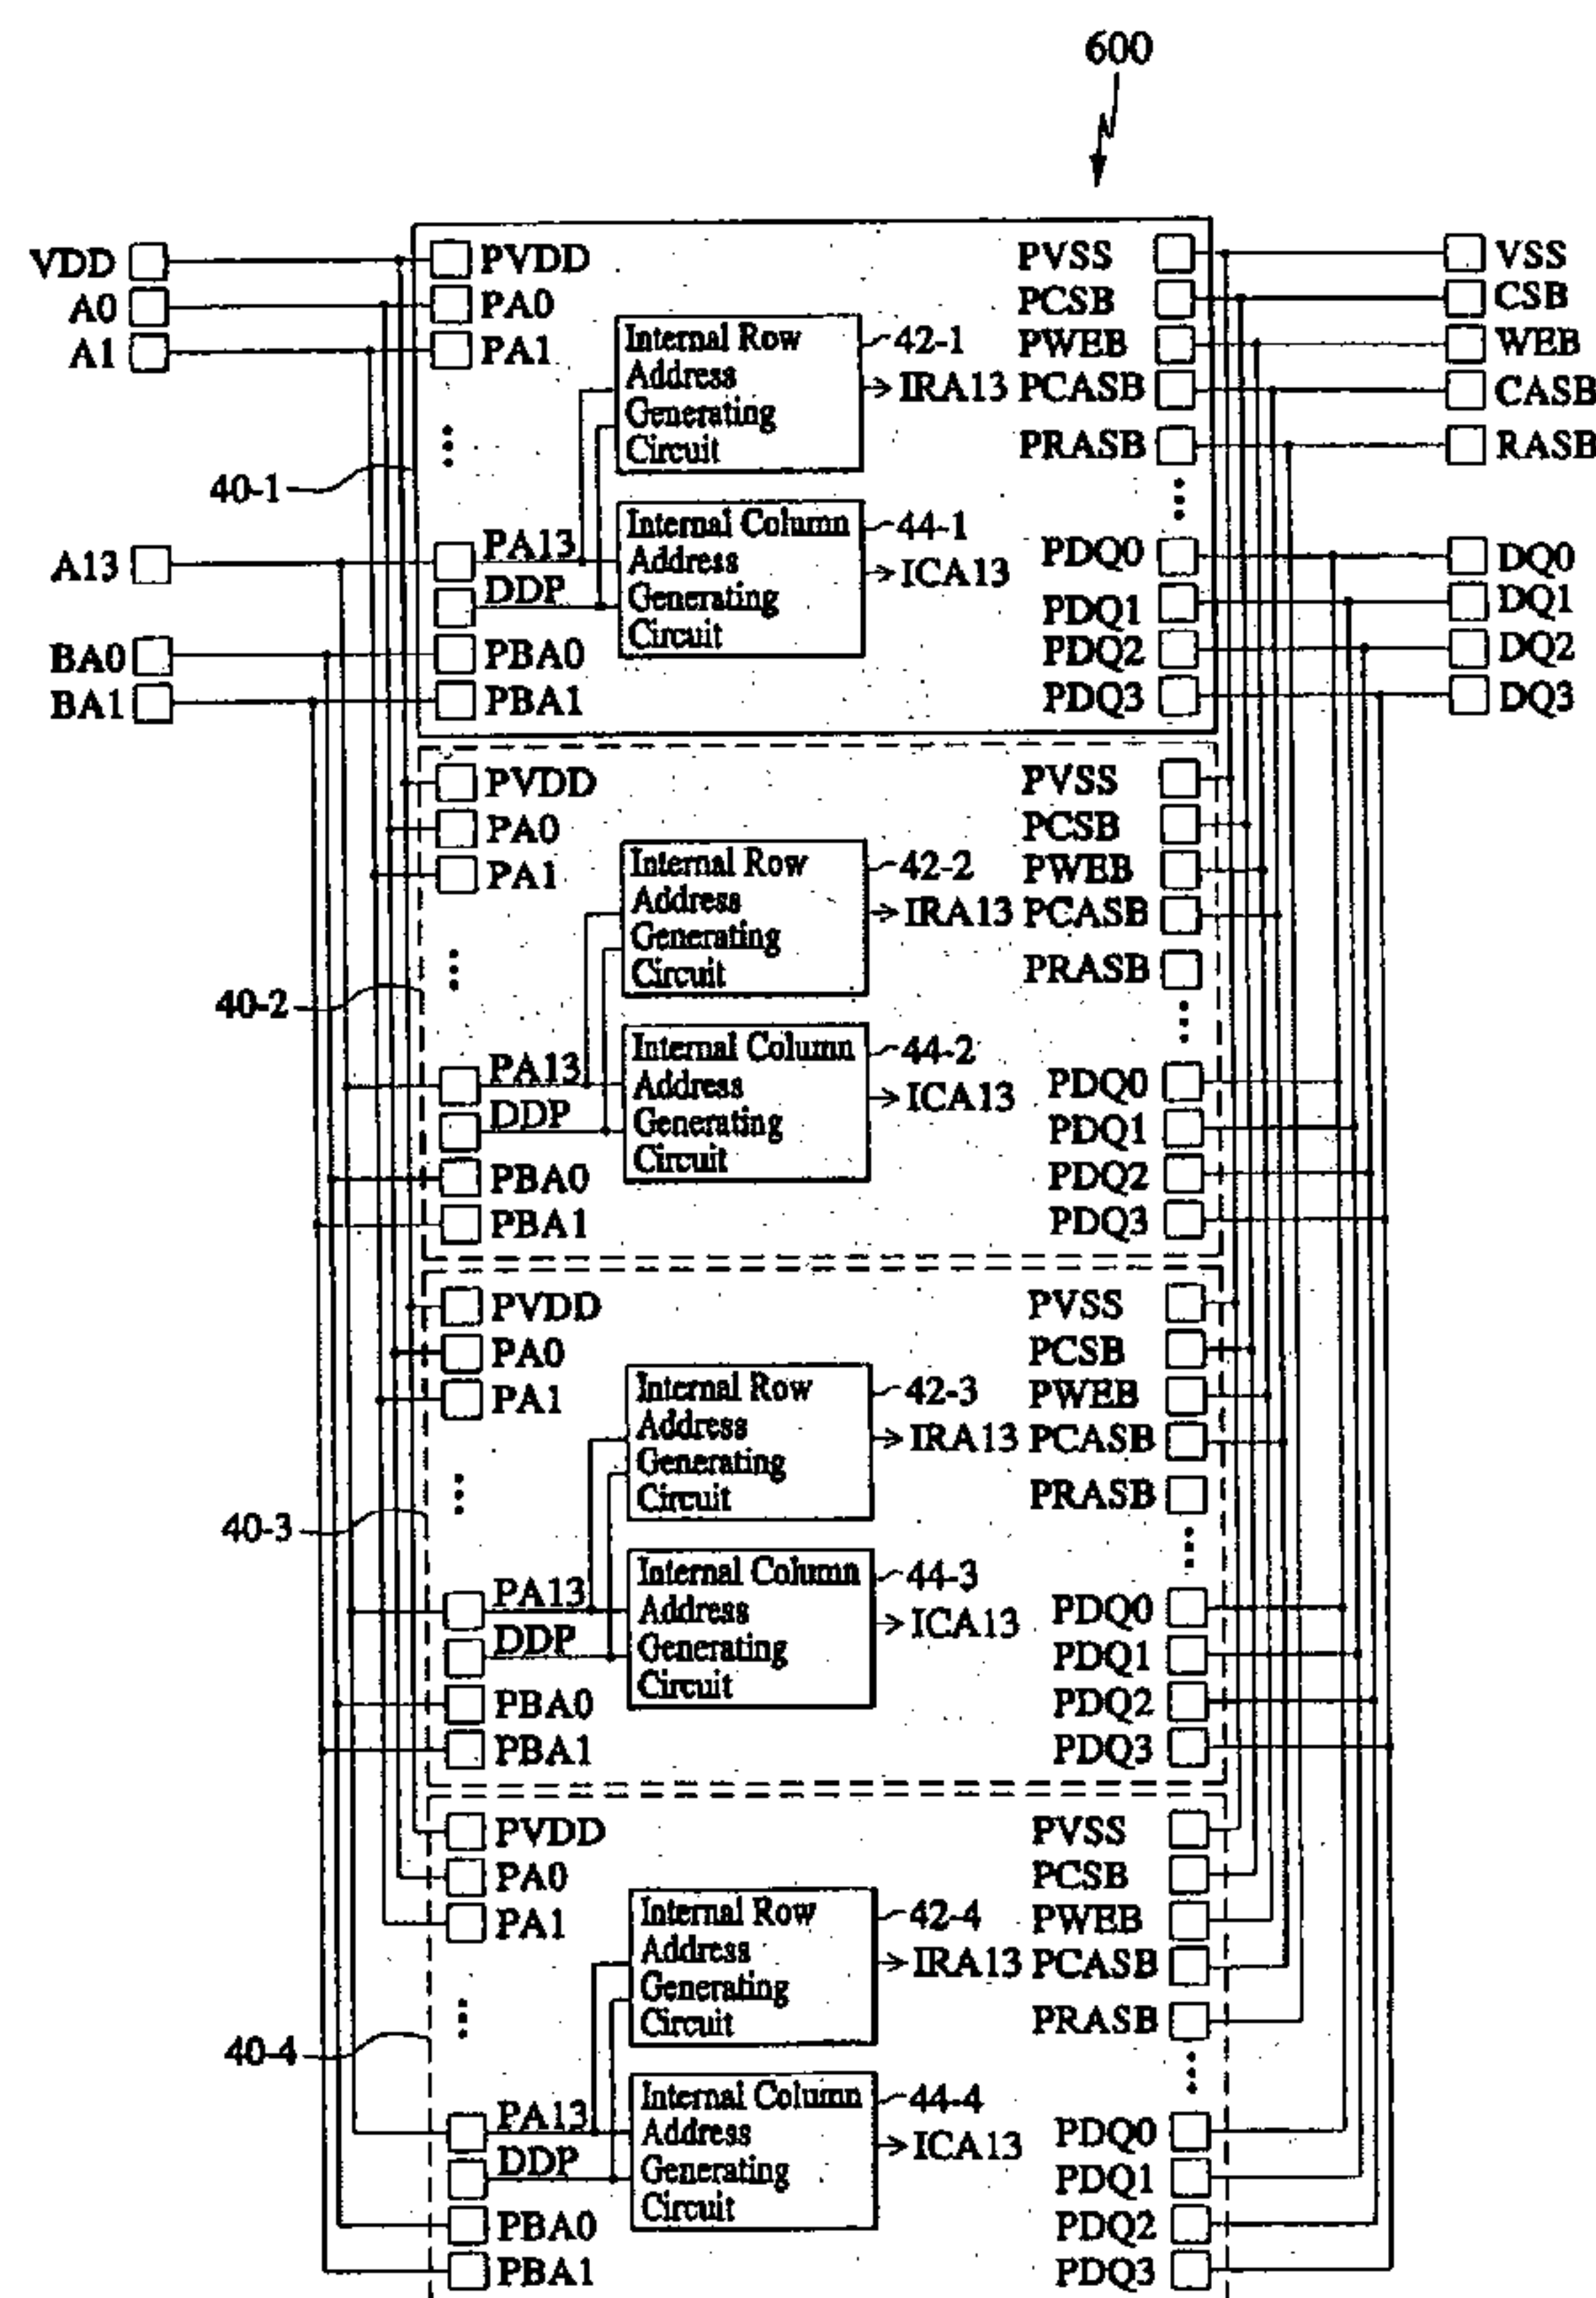 600
VDD PVDD PVSS VSS
A0 PA0 PCSB CSB
A1 PA1 PWEB WEB
Internal Row Address Generating Circuit 42-1
IRA13 PCASB CASB
PRASB RASB
40-1
Internal Column Address Generating Circuit 44-1
ICA13
A13 PA13 PDQ0 DQ0
DDP PDQ1 DQ1
BA0 PBA0 PDQ2 DQ2
BA1 PBA1 PDQ3 DQ3
PVDD PVSS
PA0 PCSB
PA1 PWEB
Internal Row Address Generating Circuit 42-2
IRA13 PCASB
PRASB
40-2
Internal Column Address Generating Circuit 44-2
ICA13
PA13 PDQ0
DDP PDQ1
PBA0 PDQ2
PBA1 PDQ3
PVDD PVSS
PA0 PCSB
PA1 PWEB
Internal Row Address Generating Circuit 42-3
IRA13 PCASB
PRASB
40-3
Internal Column Address Generating Circuit 44-3
ICA13
PA13 PDQ0
DDP PDQ1
PBA0 PDQ2
PBA1 PDQ3
PVDD PVSS
PA0 PCSB
PA1 PWEB
Internal Row Address Generating Circuit 42-4
IRA13 PCASB
PRASB
40-4
Internal Column Address Generating Circuit 44-4
ICA13
PA13 PDQ0
DDP PDQ1
PBA0 PDQ2
PBA1 PDQ3